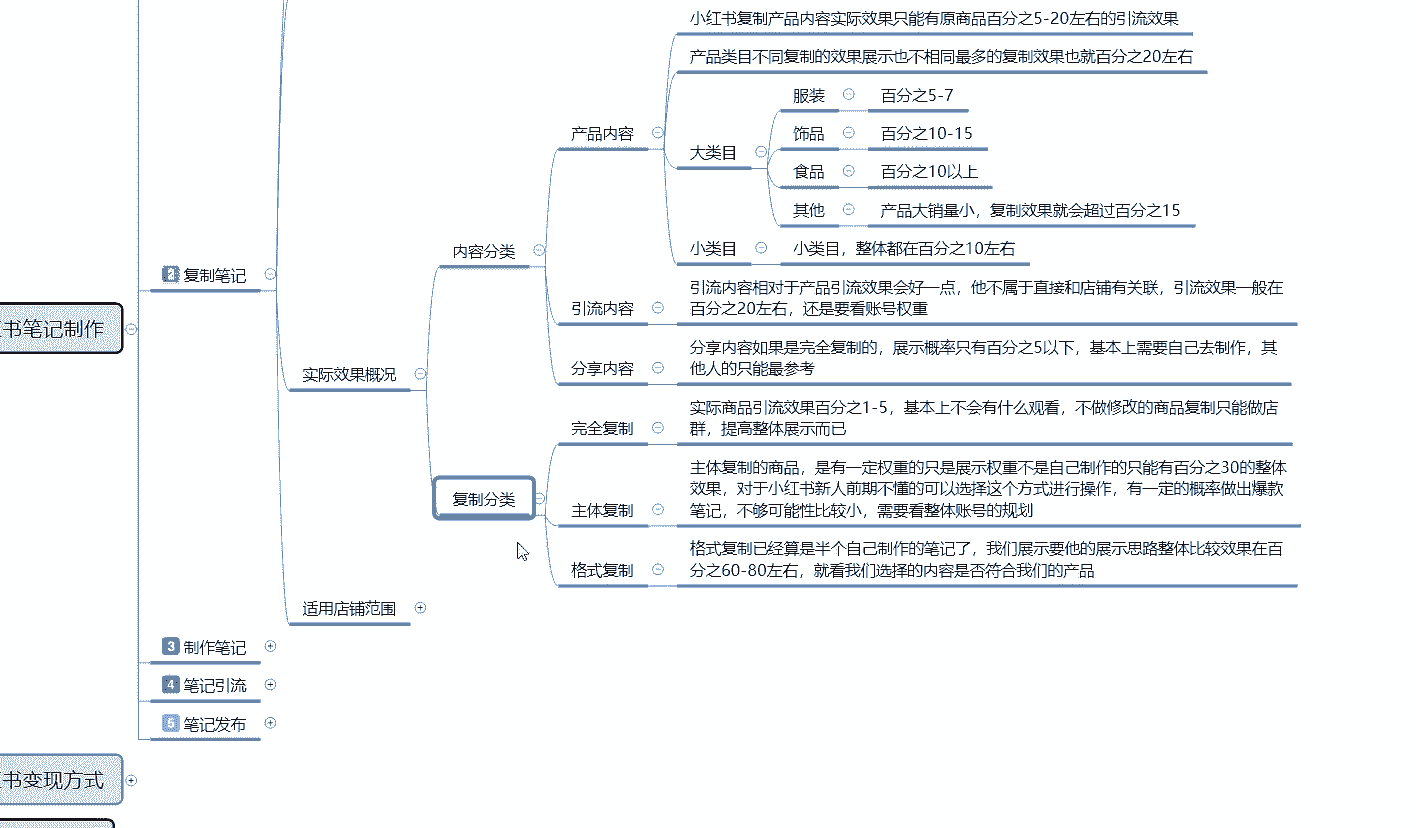 小红书复制产品内容实际效果只能有原商品百分之5-20左右的引流效果
产品类目不同复制的效果展示也不相同最多的复制效果也就百分之20左右
服装
百分之5-7
产品内容
饰品
百分之10-15
大类目
食品
百分之10以上
其他
产品大销量小，复制效果就会超过百分之15
内容分类
小类目
小类目，整体都在百分之10左右
2 复制笔记
引流内容
引流内容相对于产品引流效果会好一点，他不属于直接和店铺有关联，引流效果一般在
百分之20左右，还是要看账号权重
书笔记制作
分享内容
分享内容如果是完全复制的，展示概率只有百分之5以下，基本上需要自己去制作，其
他人的只能最参考
实际效果概况
完全复制
实际商品引流效果百分之1-5，基本上不会有什么观看，不做修改的商品复制只能做店
群，提高整体展示而已
复制分类
主体复制
主体复制的商品，是有一定权重的只是展示权重不是自己制作的只能有百分之30的整体
效果，对于小红书新人前期不懂的可以选择这个方式进行操作，有一定的概率做出爆款
笔记，不够可能性比较小，需要看整体账号的规划
格式复制
格式复制已经算是半个自己制作的笔记了，我们展示要他的展示思路整体比较效果在百
分之60-80左右，就看我们选择的内容是否符合我们的产品
适用店铺范围
3 制作笔记
4 笔记引流
5 笔记发布
书变现方式